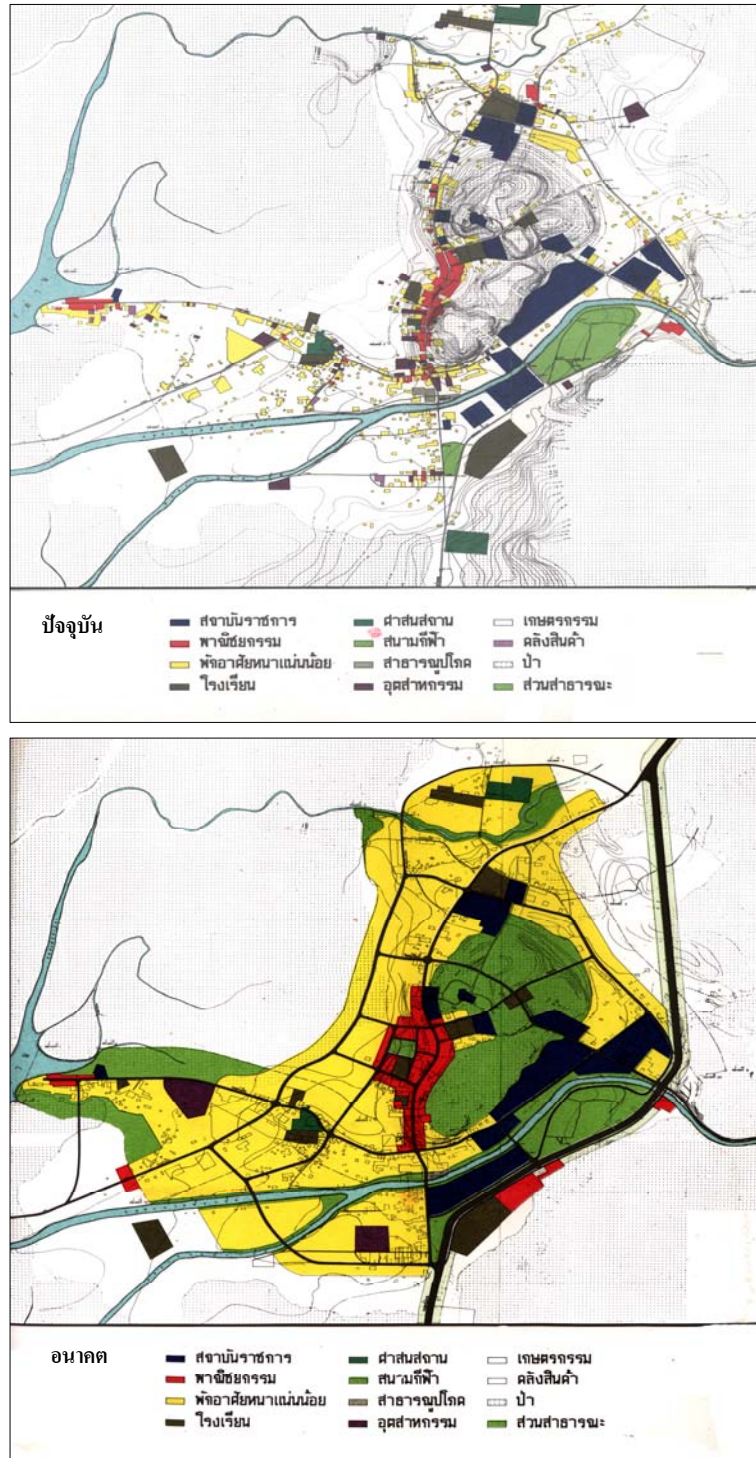 ปัจจุบัน
สถาบันราชการ
พาณิชยกรรม
พักอาศัยหนาแน่นน้อย
โรงเรียน
ศาสนสถาน
สนามกีฬา
สาธารณูปโภค
อุตสาหกรรม
เกษตรกรรม
คลังสินค้า
ป่า
ส่วนสาธารณะ
อนาคต
สถาบันราชการ
พาณิชยกรรม
พักอาศัยหนาแน่นน้อย
โรงเรียน
ศาสนสถาน
สนามกีฬา
สาธารณูปโภค
อุตสาหกรรม
เกษตรกรรม
คลังสินค้า
ป่า
ส่วนสาธารณะ